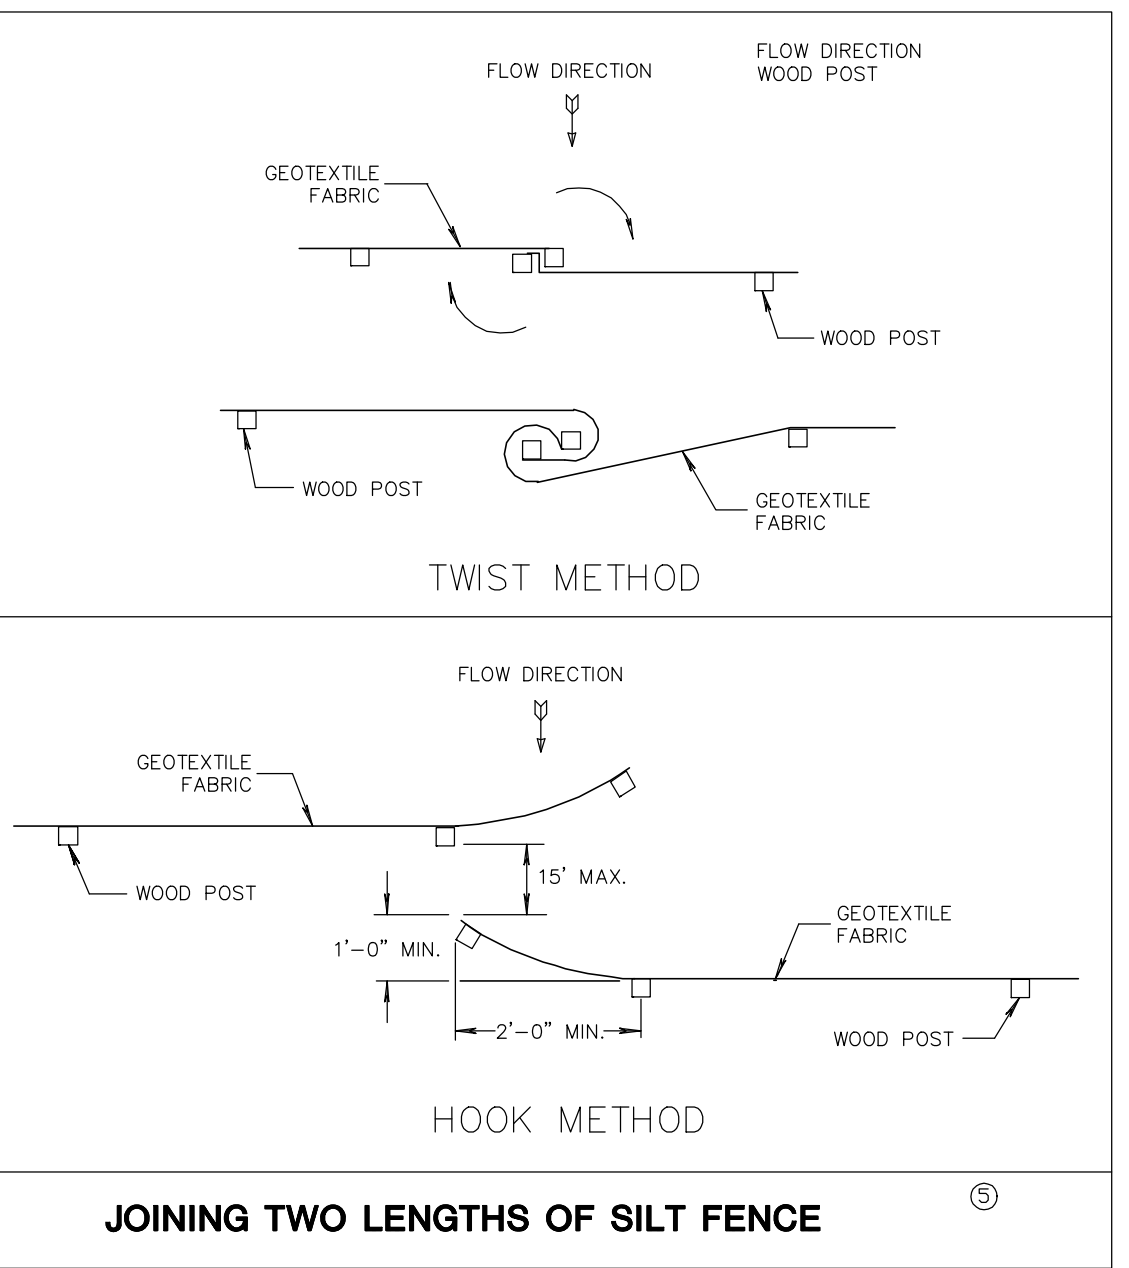 FLOW DIRECTION
WOOD POST
FLOW DIRECTION
GEOTEXTILE
FABRIC
WOOD POST
WOOD POST
GEOTEXTILE
FABRIC
TWIST METHOD
FLOW DIRECTION
GEOTEXTILE
FABRIC
15' MAX.
WOOD POST
GEOTEXTILE
FABRIC
1'-0" MIN.
2'-0" MIN.
WOOD POST
HOOK METHOD
5
JOINING TWO LENGTHS OF SILT FENCE